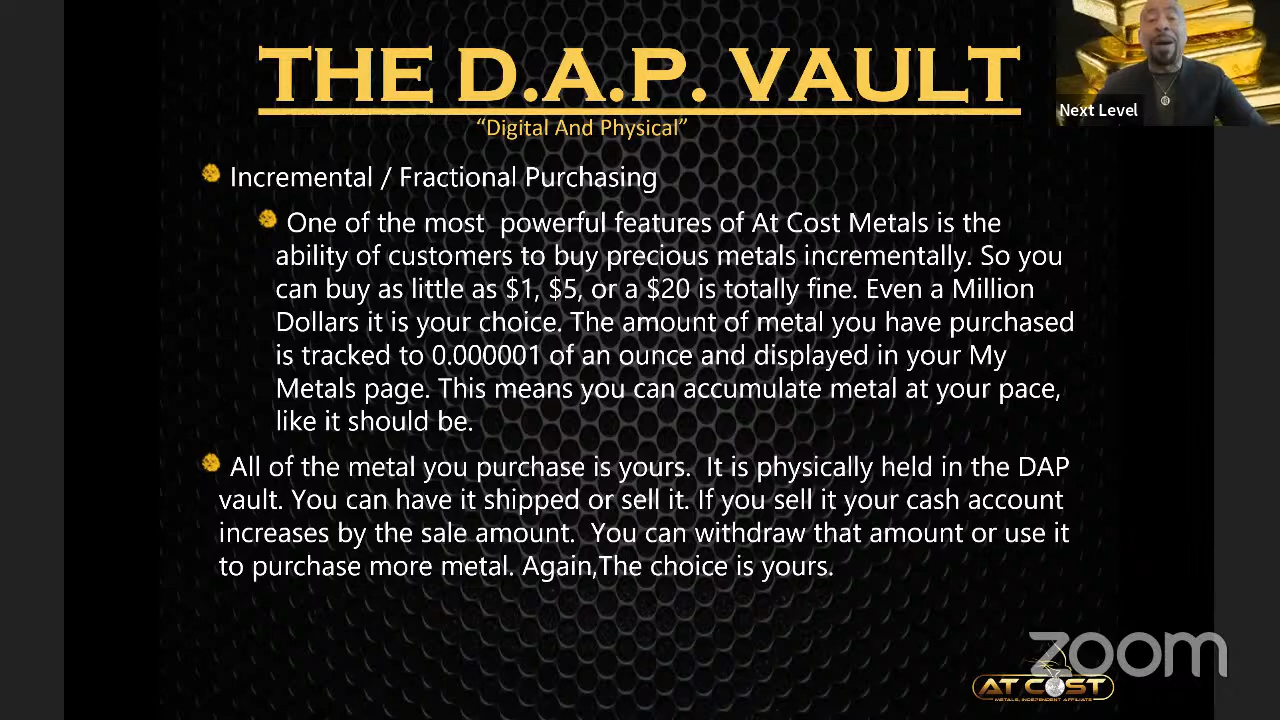 THE D.A.P. VAULT
Next Level
“Digital And Physical”
Incremental / Fractional Purchasing
One of the most powerful features of At Cost Metals is the
ability of customers to buy precious metals incrementally. So you
can buy as little as $1, $5, or a $20 is totally fine. Even a Million
Dollars it is your choice. The amount of metal you have purchased
is tracked to 0.000001 of an ounce and displayed in your My
Metals page. This means you can accumulate metal at your pace,
like it should be.
All of the metal you purchase is yours. It is physically held in the DAP
vault. You can have it shipped or sell it. If you sell it your cash account
increases by the sale amount. You can withdraw that amount or use it
to purchase more metal. Again,The choice is yours.
zoom
AT COST
METALS, INDEPENDENT AFFILIATE